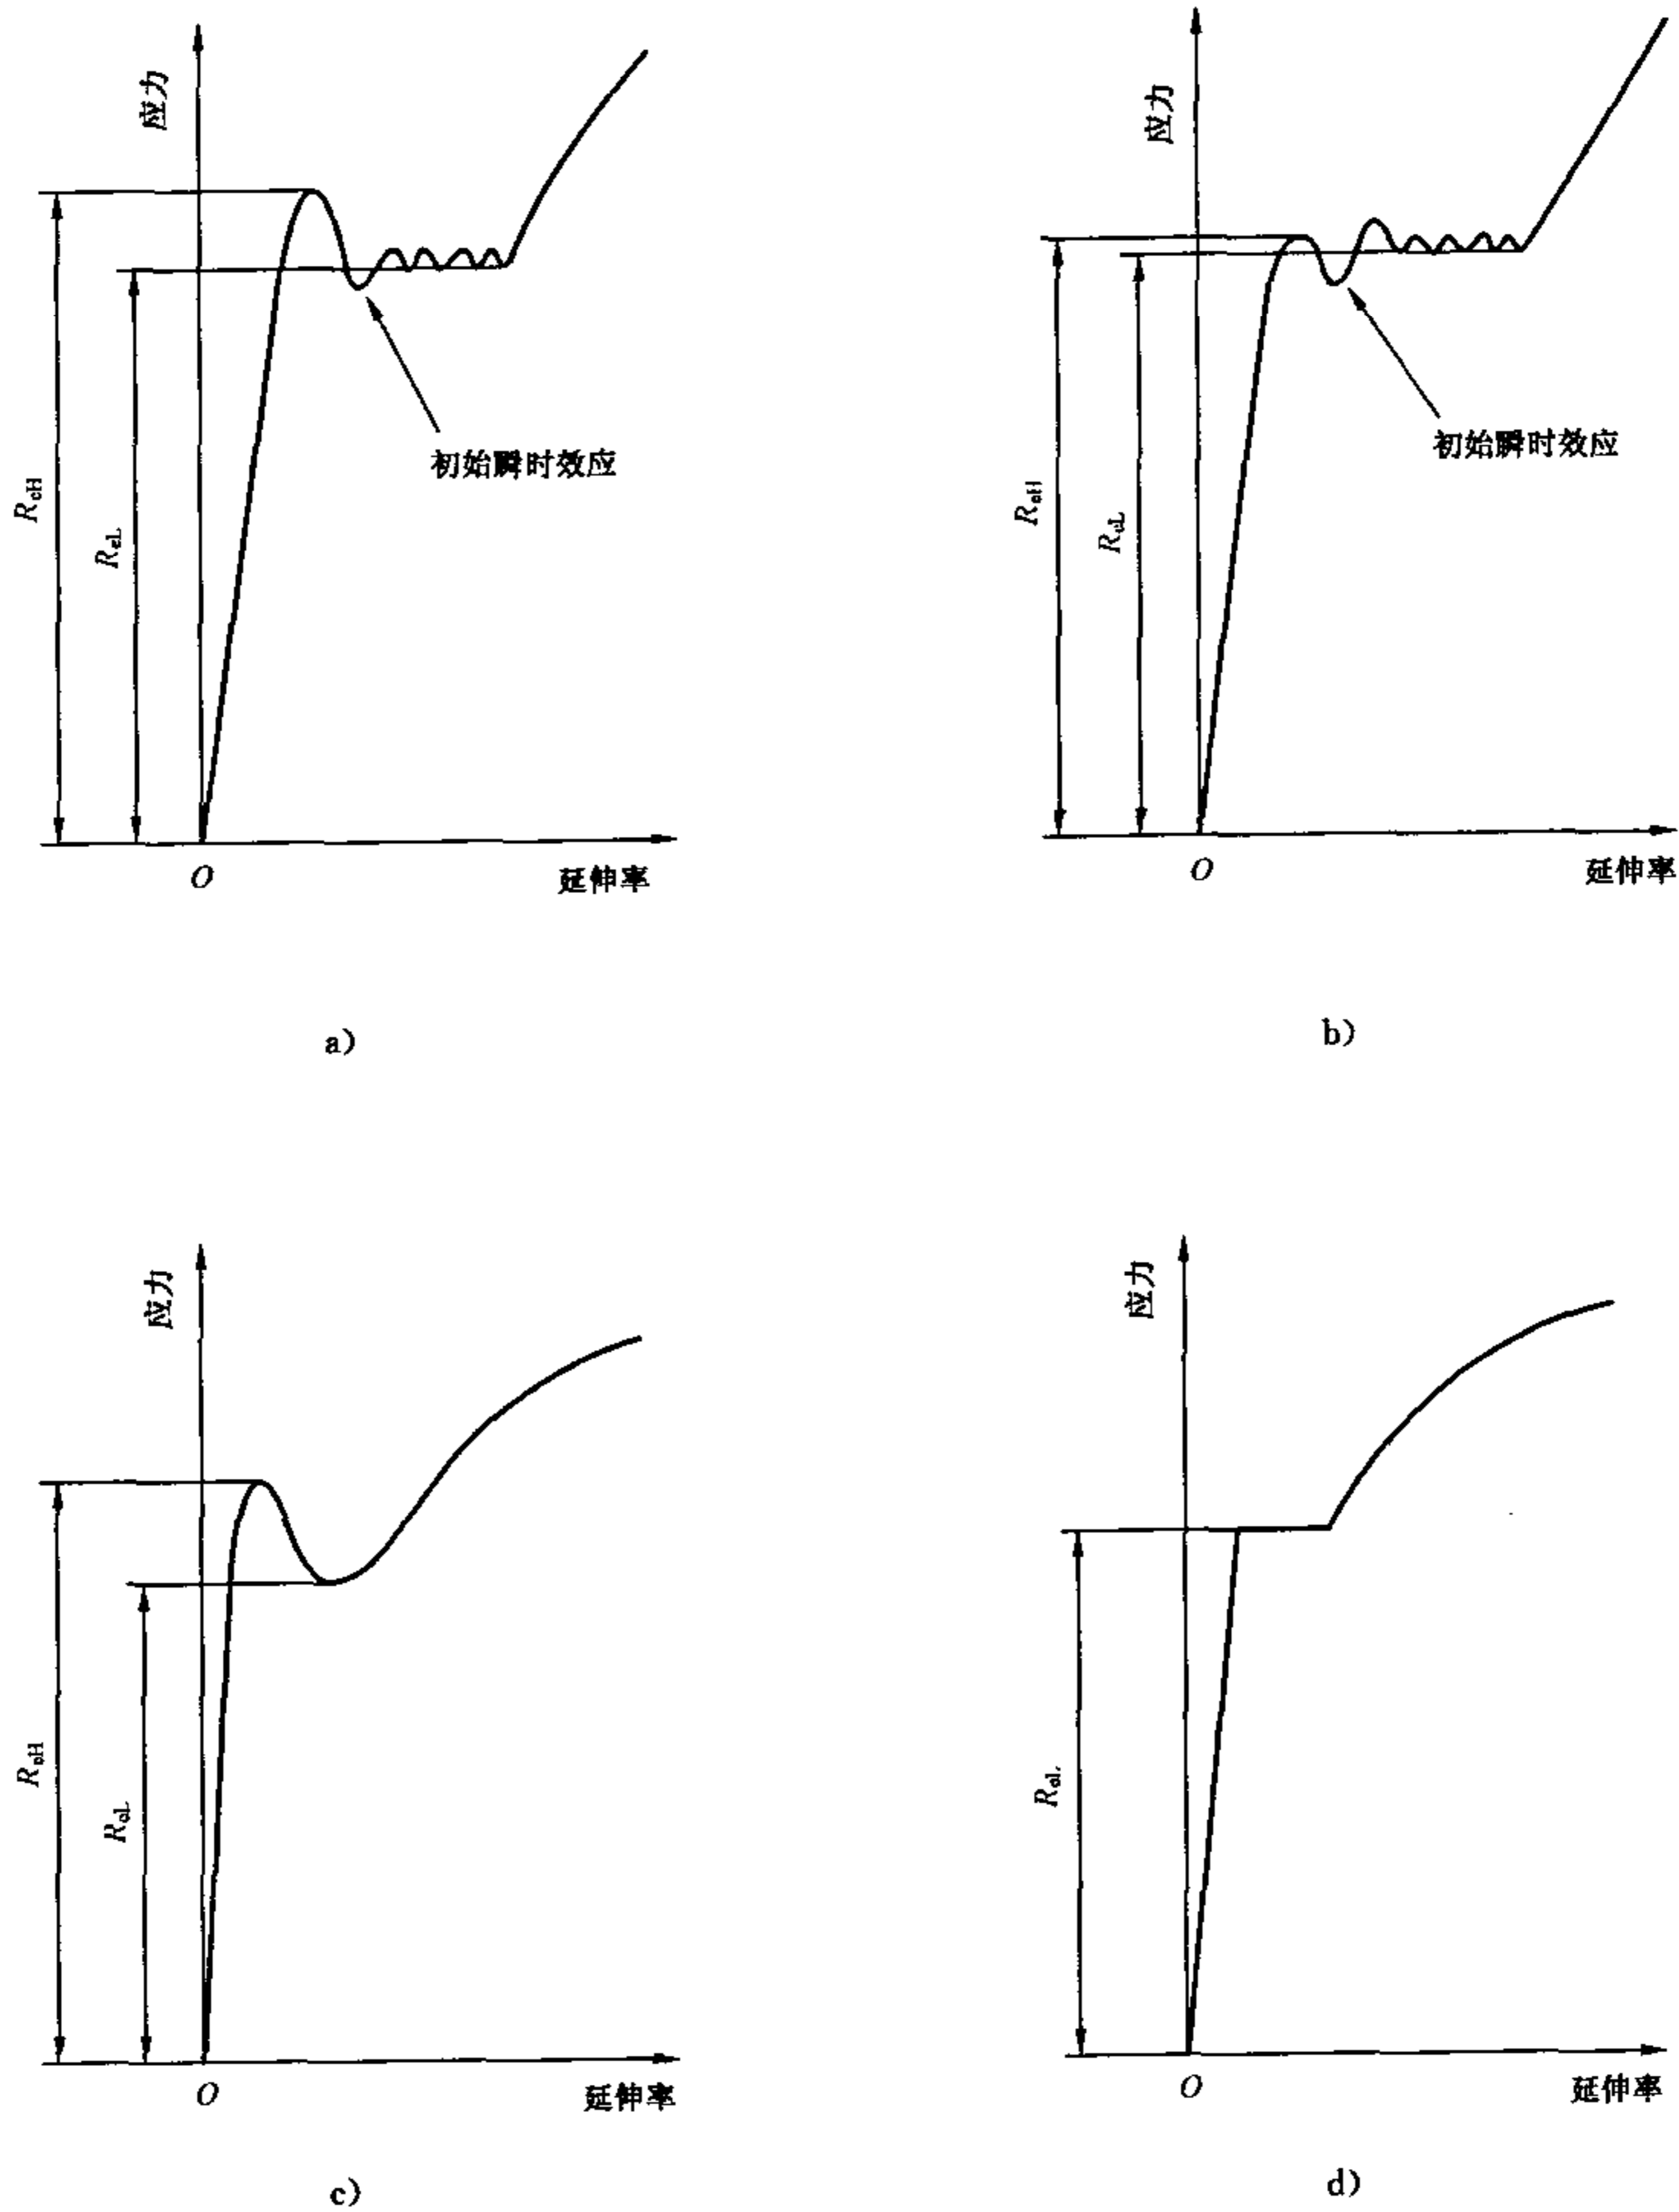 应力
R_eH
R_eL
初始瞬时效应
O
延伸率
a)
应力
R_eH
R_eL
初始瞬时效应
O
延伸率
b)
应力
R_eH
R_eL
O
延伸率
c)
应力
R_eL
O
延伸率
d)